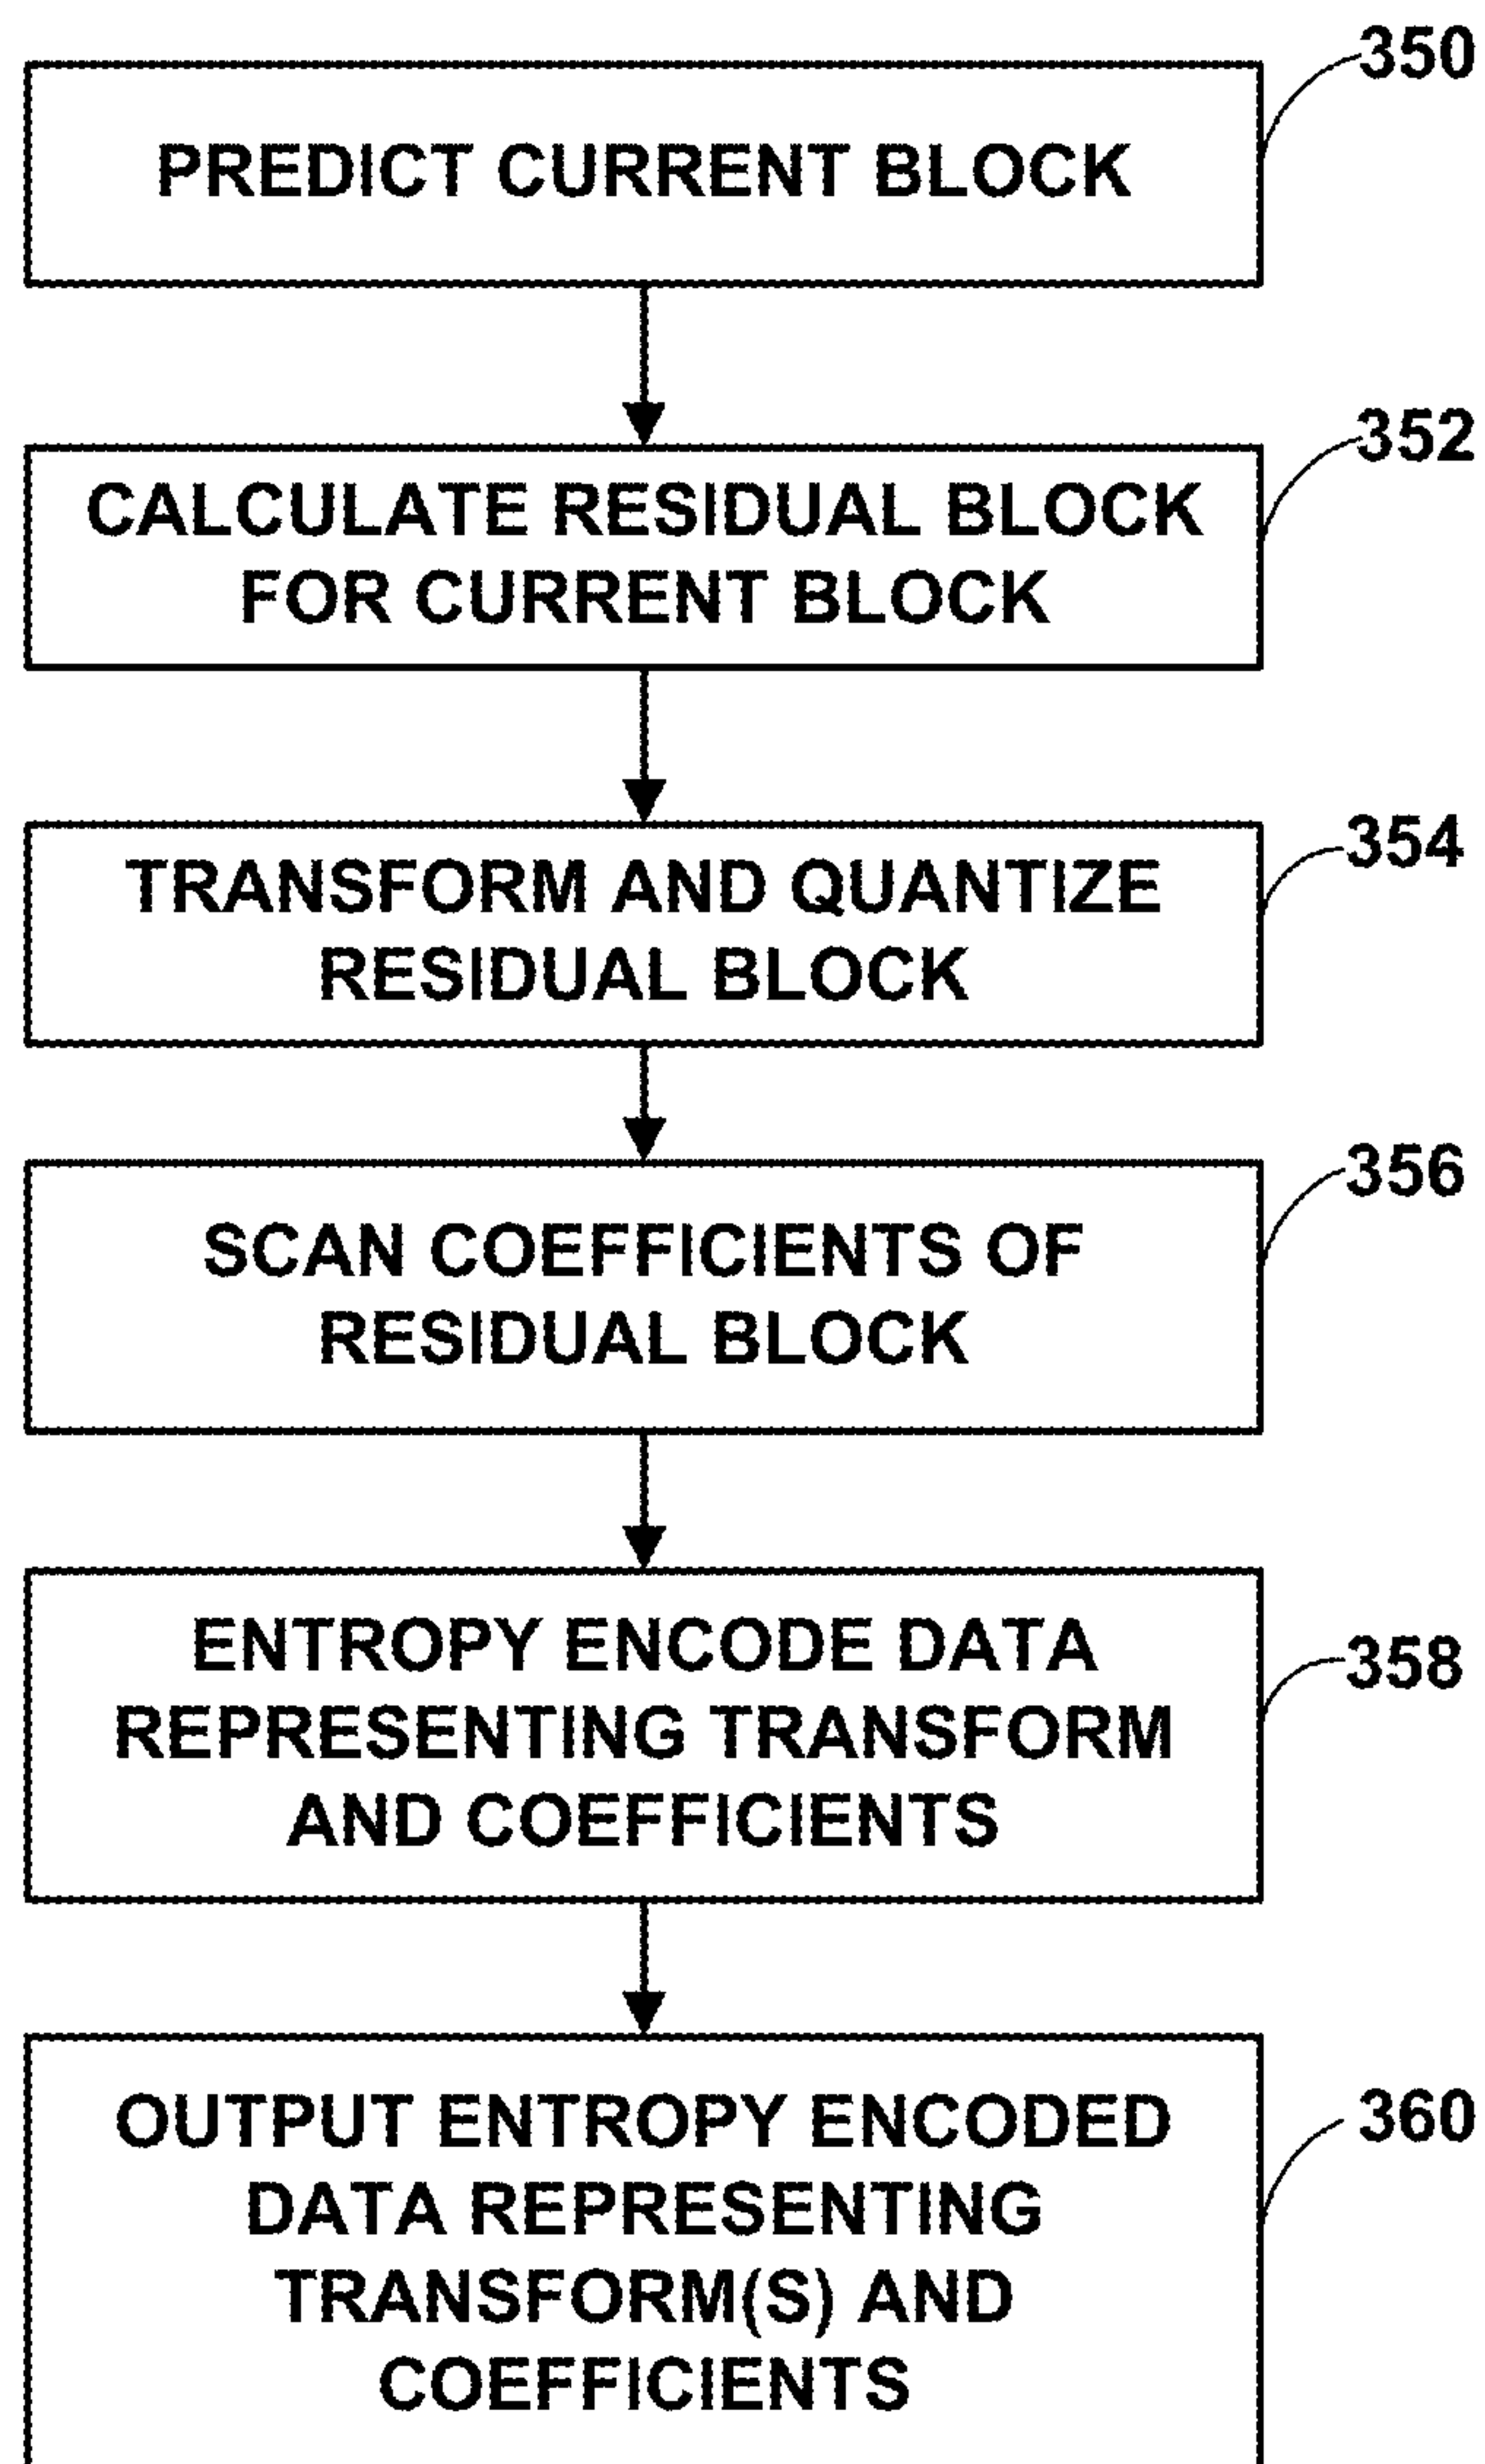 350
PREDICT CURRENT BLOCK
352
CALCULATE RESIDUAL BLOCK
FOR CURRENT BLOCK
354
TRANSFORM AND QUANTIZE
RESIDUAL BLOCK
356
SCAN COEFFICIENTS OF
RESIDUAL BLOCK
358
ENTROPY ENCODE DATA
REPRESENTING TRANSFORM
AND COEFFICIENTS
360
OUTPUT ENTROPY ENCODED
DATA REPRESENTING
TRANSFORM(S) AND
COEFFICIENTS